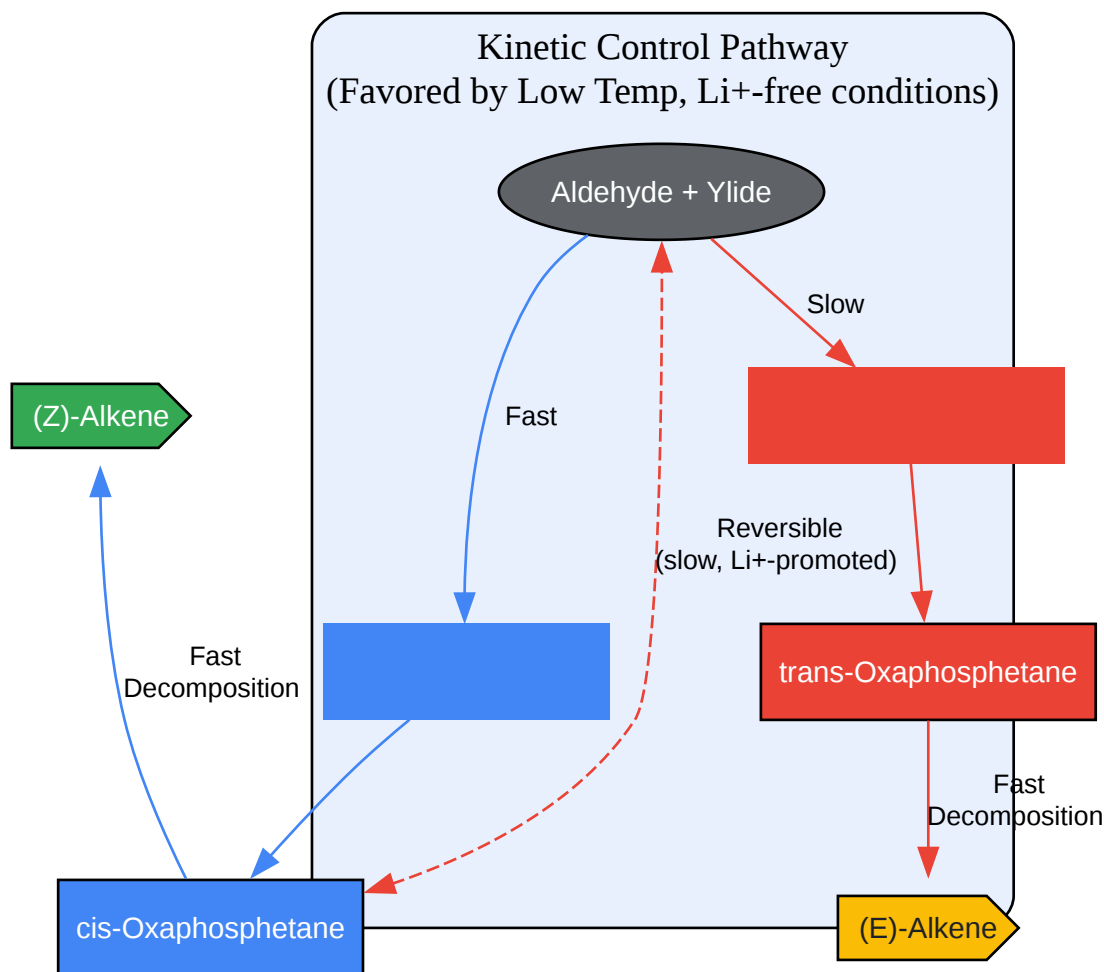 Kinetic Control Pathway
(Favored by Low Temp, Li+-free conditions)
Aldehyde + Ylide
Slow
(Z)-Alkene
Fast
Reversible
(slow, Li+-promoted)
Fast
Decomposition
trans-Oxaphosphetane
Fast
Decomposition
cis-Oxaphosphetane
(E)-Alkene